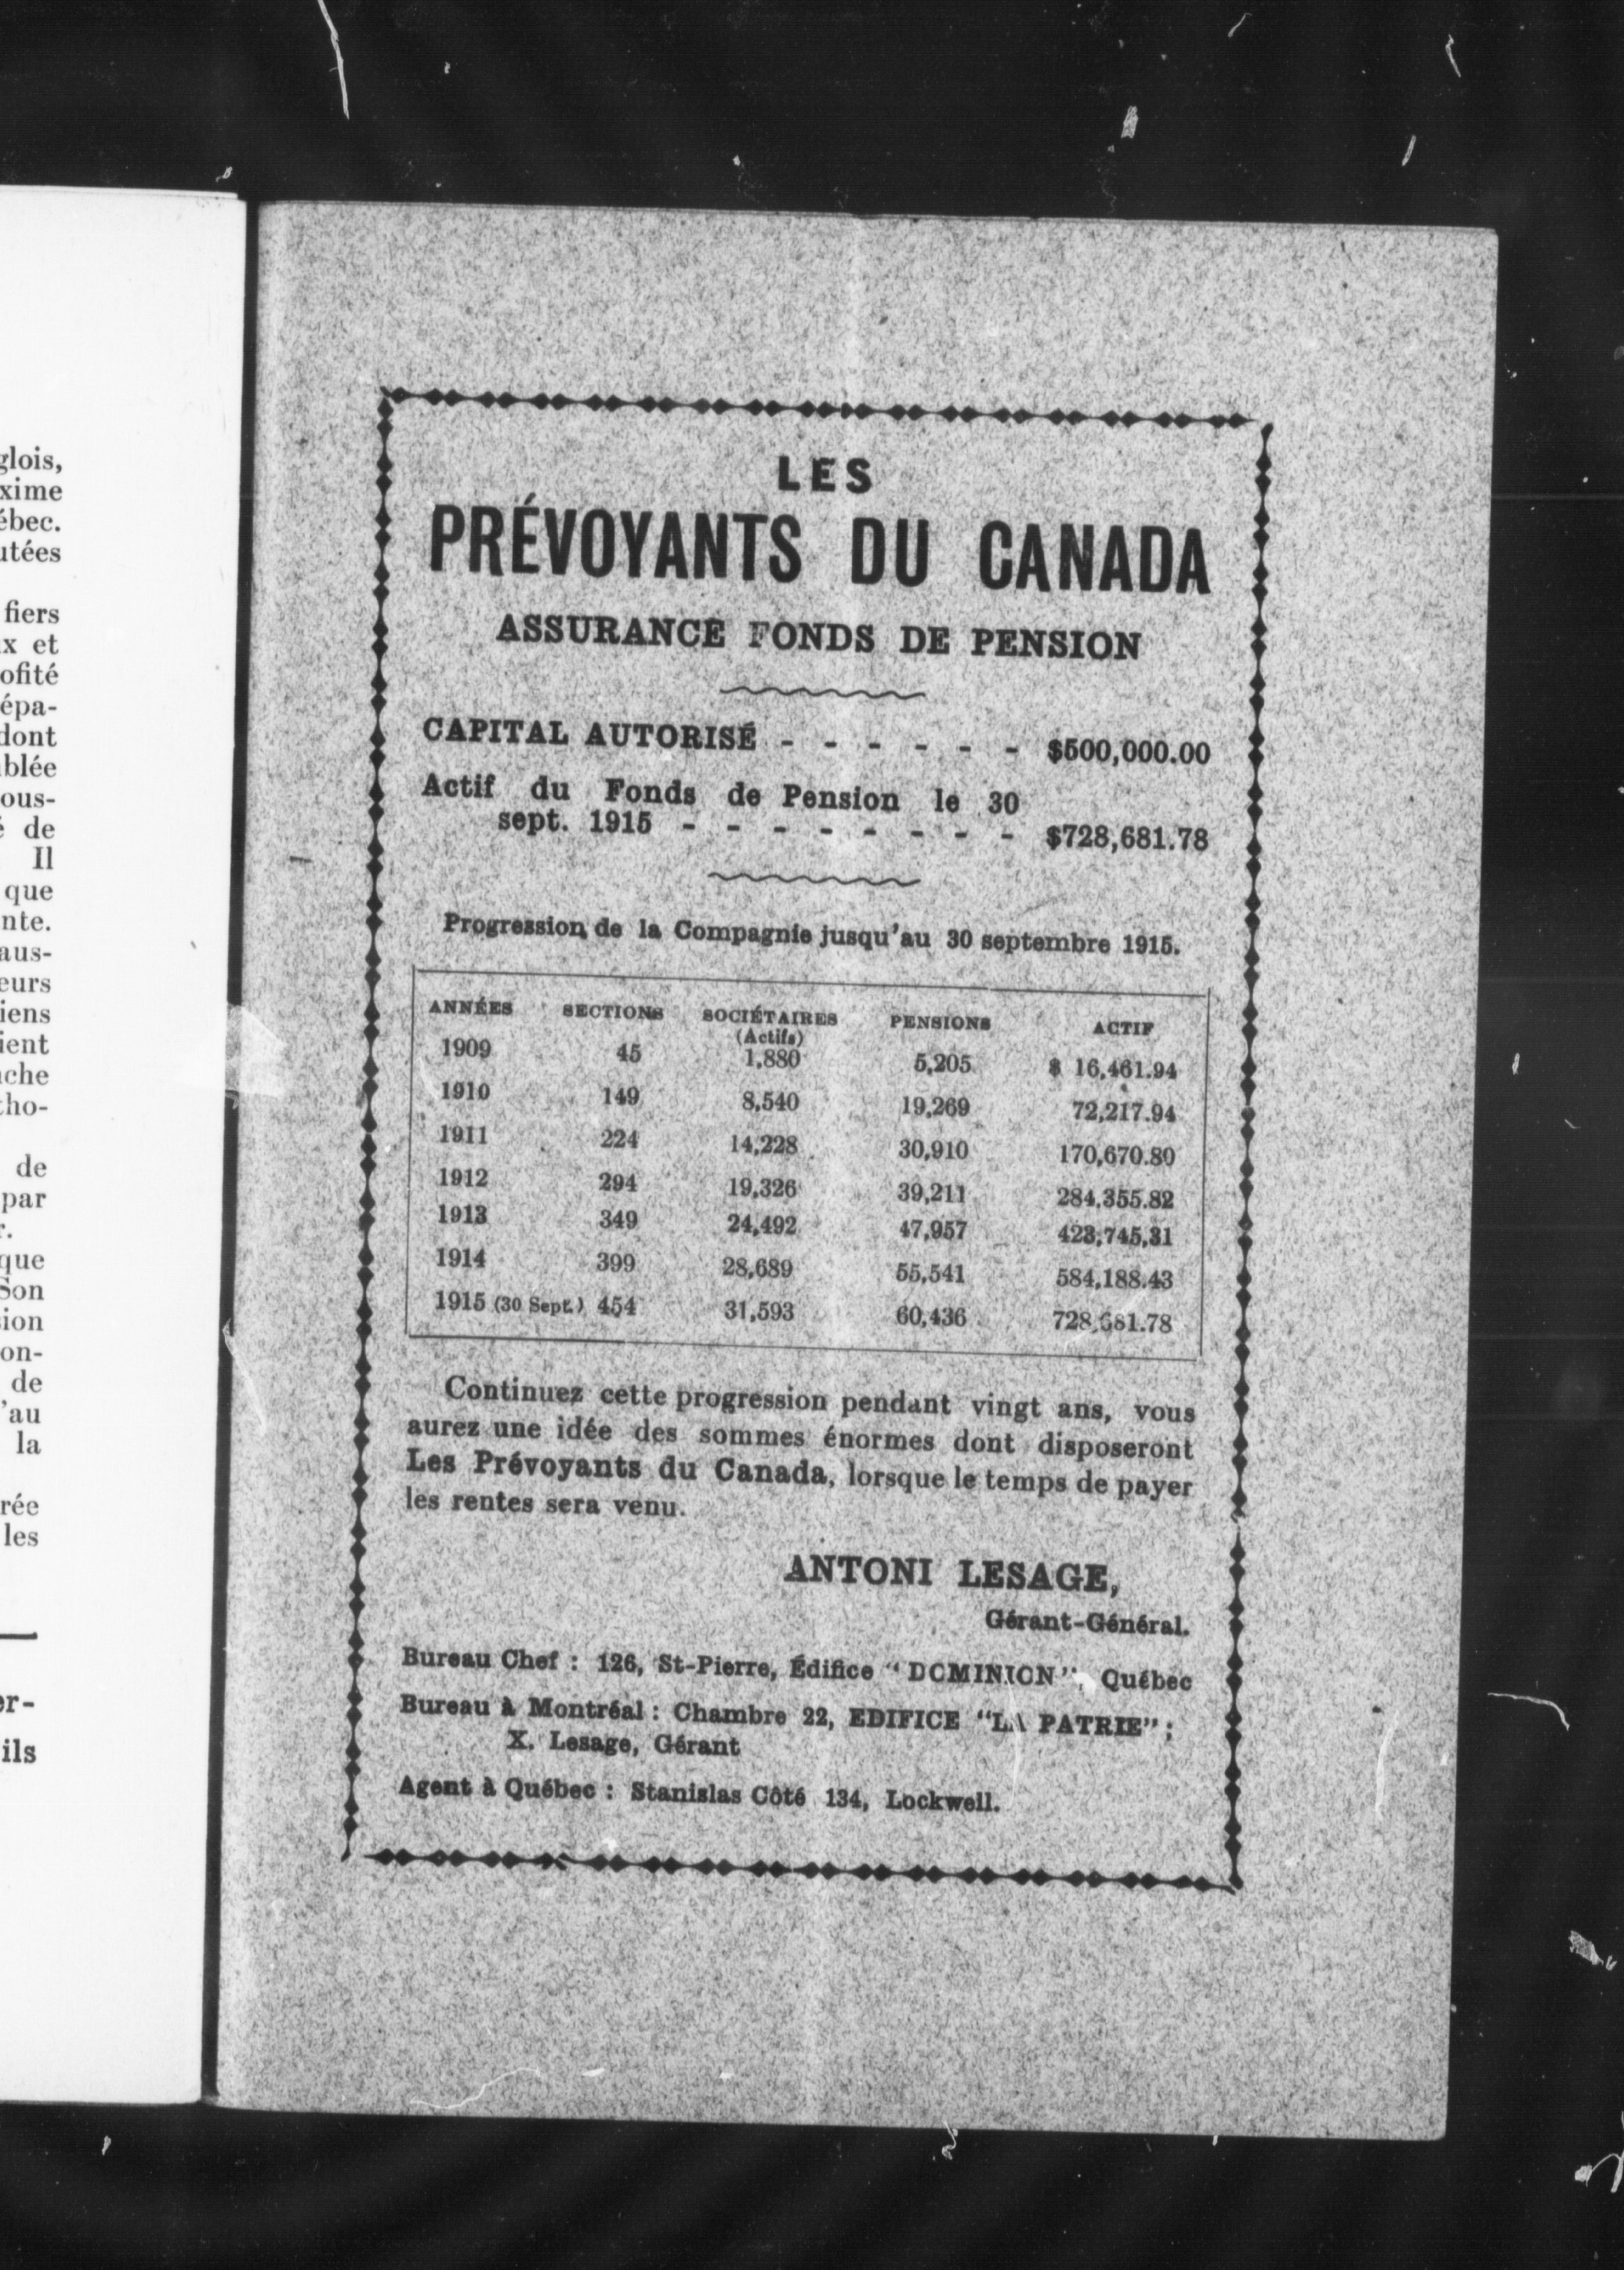 glois,
xime
ébec.
utées
fiers
x et
ofité
épa-
dont
blée
ous-
de
Il
que
nte.
aus-
eurs
iens
ient
che
ho-
de
par
r.
que
Son
sion
on-
de
'au
la
rée
les
er-
ils
LES
PRÉVOYANTS DU CANADA
ASSURANCE FONDS DE PENSION
CAPITAL AUTORISÉ - - - - - - $500,000.00
Actif du Fonds de Pension le 30
sept. 1915 - - - - - - - - $728,681.78
Progression de la Compagnie jusqu'au 30 septembre 1915.
ANNÉES SECTIONS SOCIÉTAIRES PENSIONS ACTIF
(Actifs)
1909 45 1,880 5,205 $ 16,461.94
1910 149 8,540 19,269 72,217.94
1911 224 14,228 30,910 170,670.80
1912 294 19,326 39,211 284,355.82
1913 349 24,492 47,957 423,745,31
1914 399 28,689 55,541 584,188.43
1915 (30 Sept.) 454 31,593 60,436 728,681.78
Continuez cette progression pendant vingt ans, vous
aurez une idée des sommes énormes dont disposeront
Les Prévoyants du Canada, lorsque le temps de payer
les rentes sera venu.
ANTONI LESAGE,
Gérant-Général.
Bureau Chef : 126, St-Pierre, Édifice "DOMINION", Québec
Bureau à Montréal : Chambre 22, EDIFICE "LA PATRIE" ;
X. Lesage, Gérant
Agent à Québec : Stanislas Côté 134, Lockwell.